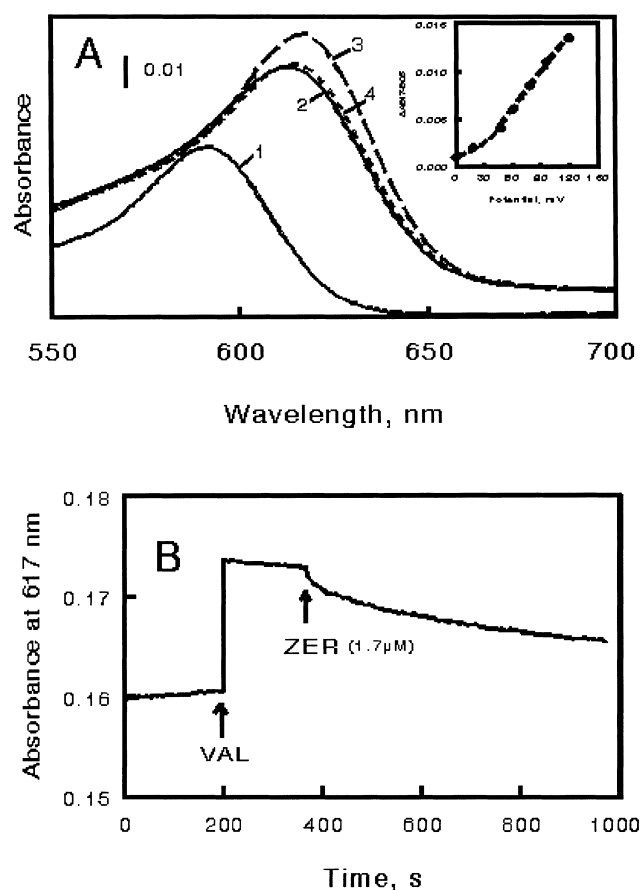 A
0.01
3
4
2
1
0.015
0.010
0.005
0.000
0 30 60 90 120 150
Potential, mV
Absorbance
550 600 650 700
Wavelength, nm
B
0.18
0.17
0.16
0.15
Absorbance at 617 nm
VAL
ZER (1.7µM)
0 200 400 600 800 1000
Time, s